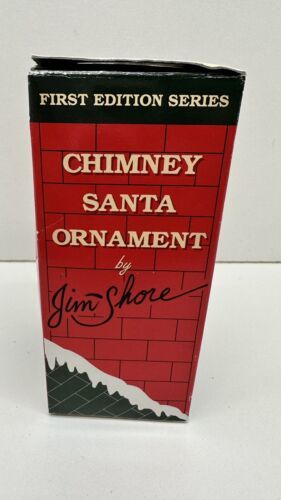 FIRST EDITION SERIES
CHIMNEY
SANTA
ORNAMENT
by
Jim Shore